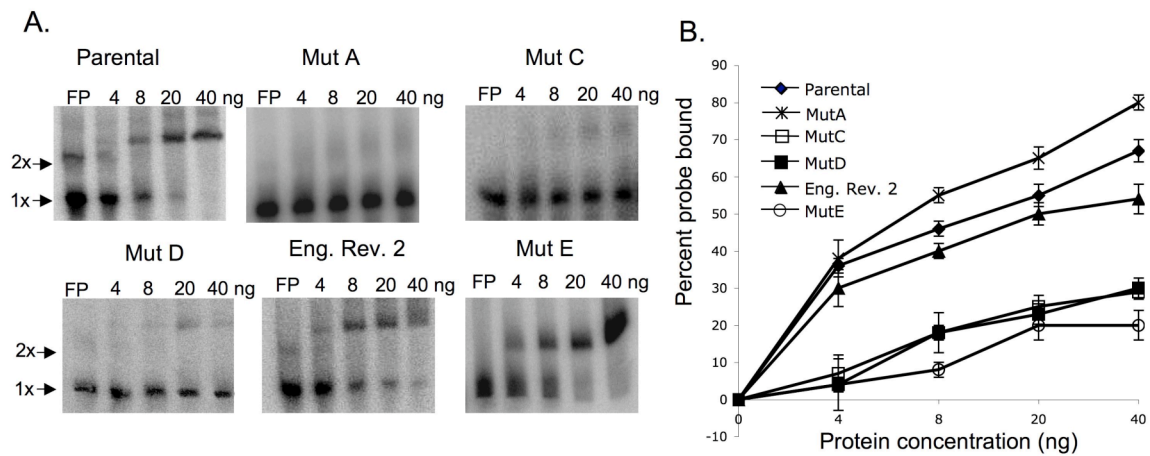 A.
Parental
FP 4 8 20 40 ng
2x
1x
Mut A
FP 4 8 20 40 ng
Mut C
FP 4 8 20 40 ng
Mut D
FP 4 8 20 40 ng
2x
1x
Eng. Rev. 2
FP 4 8 20 40 ng
Mut E
FP 4 8 20 40 ng
B.
Percent probe bound
90
80
70
60
50
40
30
20
10
0
-10
Parental
MutA
MutC
MutD
Eng. Rev. 2
MutE
0 4 8 20 40
Protein concentration (ng)